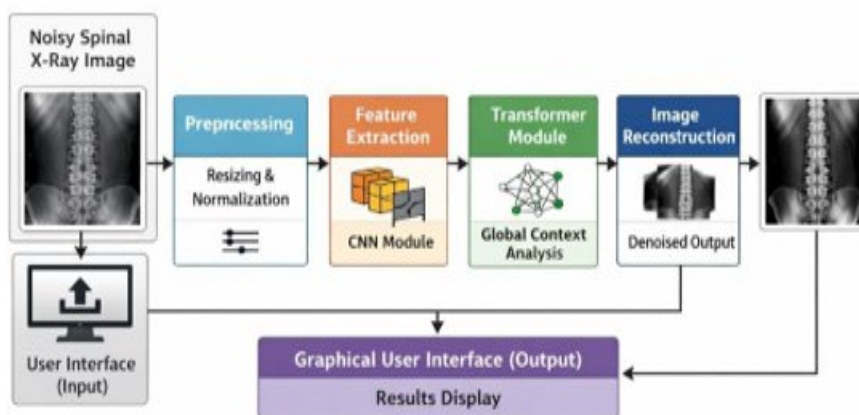 Noisy Spinal
X-Ray Image
Preprocessing
Resizing &
Normalization
Feature
Extraction
CNN Module
Transformer
Module
Global Context
Analysis
Image
Reconstruction
Denoised Output
User Interface
(Input)
Graphical User Interface (Output)
Results Display